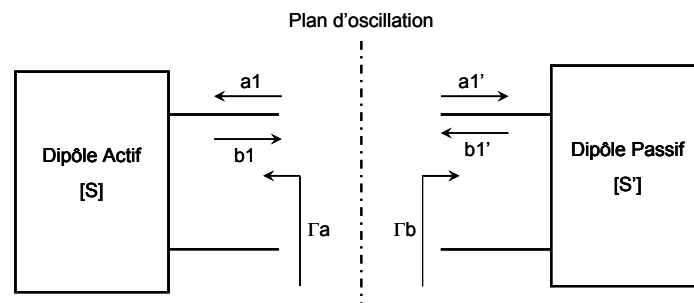 Plan d'oscillation
a1
a1'
b1
b1'
Dipôle Actif
[S]
Dipôle Passif
[S']
Γa
Γb